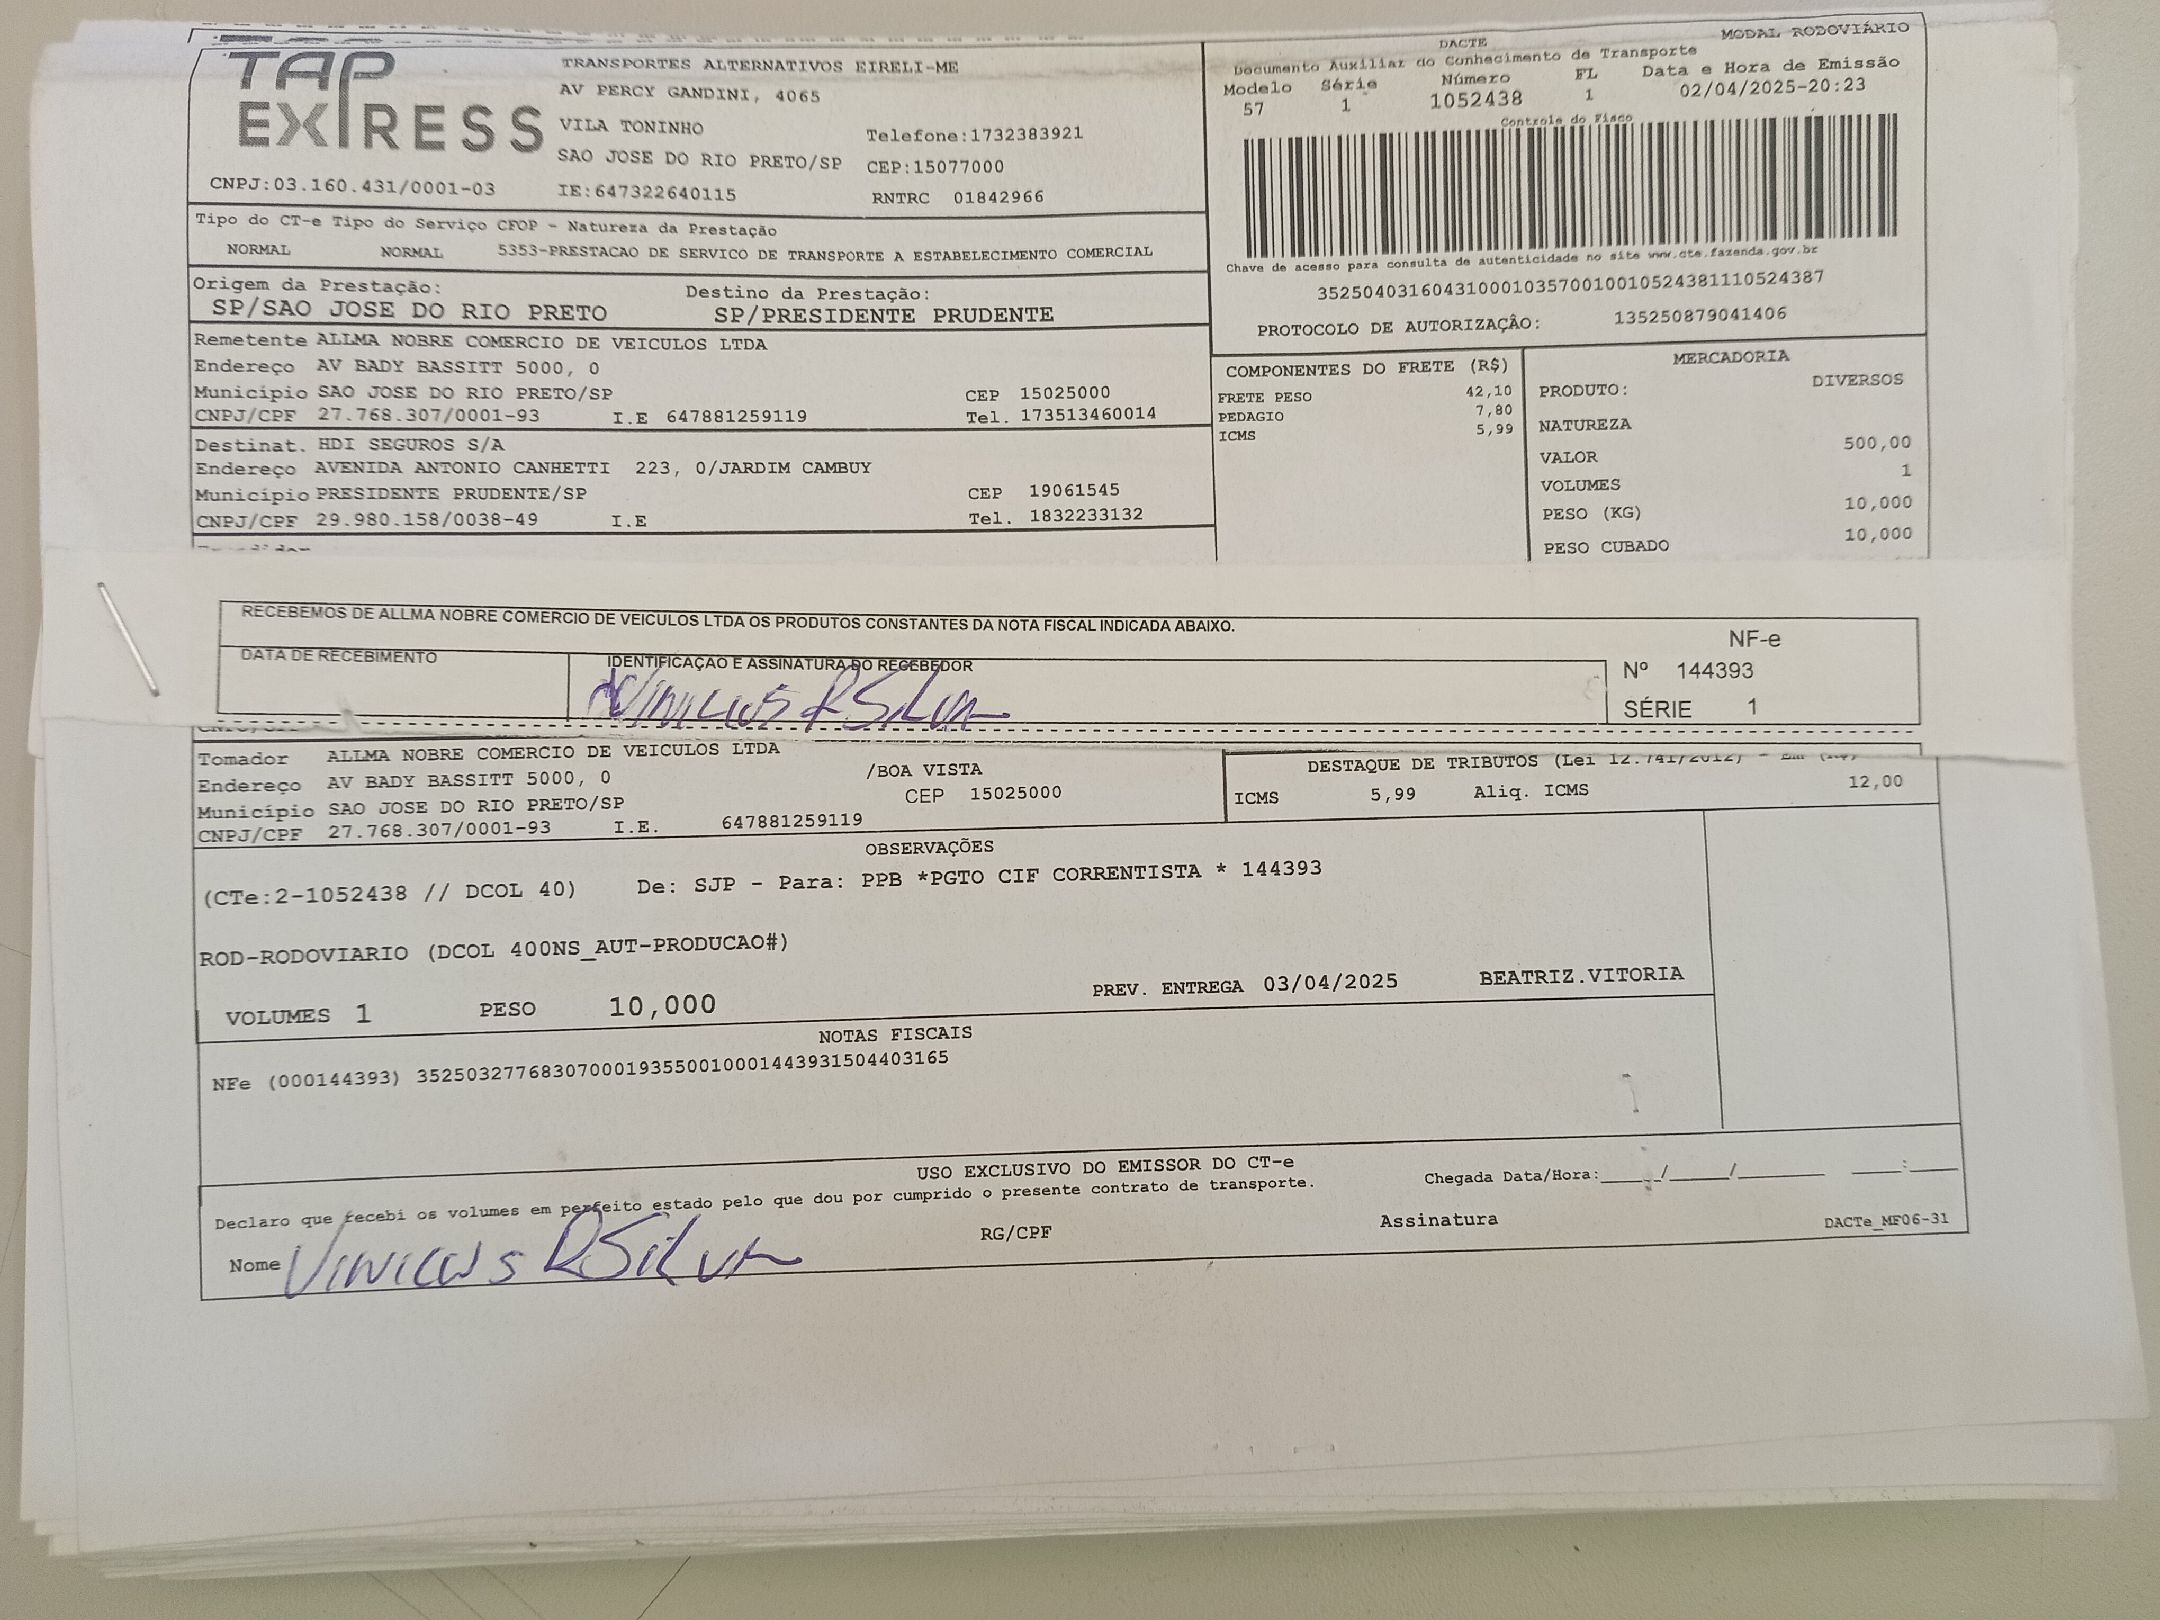 TAP EXPRESS
TRANSPORTES ALTERNATIVOS EIRELI-ME
AV PERCY GANDINI, 4065
VILA TONINHO
Telefone:1732383921
SAO JOSE DO RIO PRETO/SP CEP:15077000
CNPJ:03.160.431/0001-03 IE:647322640115 RNTRC 01842966
DACTE MODAL RODOVIÁRIO
Documento Auxiliar do Conhecimento de Transporte
Modelo Série Número FL Data e Hora de Emissão
57 1 1052438 1 02/04/2025-20:23
Controle do Fisco
Chave de acesso para consulta de autenticidade no site www.cte.fazenda.gov.br
35250403160431000103570010010524381110524387
PROTOCOLO DE AUTORIZAÇÂO: 135250879041406
Tipo do CT-e Tipo do Serviço CFOP - Natureza da Prestação
NORMAL NORMAL 5353-PRESTACAO DE SERVICO DE TRANSPORTE A ESTABELECIMENTO COMERCIAL
Origem da Prestação: Destino da Prestação:
SP/SAO JOSE DO RIO PRETO SP/PRESIDENTE PRUDENTE
Remetente ALLMA NOBRE COMERCIO DE VEICULOS LTDA
Endereço AV BADY BASSITT 5000, 0
Município SAO JOSE DO RIO PRETO/SP CEP 15025000
CNPJ/CPF 27.768.307/0001-93 I.E 647881259119 Tel. 173513460014
Destinat. HDI SEGUROS S/A
Endereço AVENIDA ANTONIO CANHETTI 223, 0/JARDIM CAMBUY
Município PRESIDENTE PRUDENTE/SP CEP 19061545
CNPJ/CPF 29.980.158/0038-49 I.E Tel. 1832233132
COMPONENTES DO FRETE (R$)
FRETE PESO 42,10
PEDAGIO 7,80
ICMS 5,99
MERCADORIA
PRODUTO: DIVERSOS
NATUREZA
VALOR 500,00
VOLUMES 1
PESO (KG) 10,000
PESO CUBADO 10,000
RECEBEMOS DE ALLMA NOBRE COMERCIO DE VEICULOS LTDA OS PRODUTOS CONSTANTES DA NOTA FISCAL INDICADA ABAIXO.
DATA DE RECEBIMENTO IDENTIFICAÇÃO E ASSINATURA DO RECEBEDOR
VINICIUS R SILVA
NF-e
Nº 144393
SÉRIE 1
Tomador ALLMA NOBRE COMERCIO DE VEICULOS LTDA
Endereço AV BADY BASSITT 5000, 0 /BOA VISTA
Município SAO JOSE DO RIO PRETO/SP CEP 15025000
CNPJ/CPF 27.768.307/0001-93 I.E. 647881259119
DESTAQUE DE TRIBUTOS (Lei 12.741/2012) -
ICMS 5,99 Aliq. ICMS 12,00
OBSERVAÇÕES
(CTe:2-1052438 // DCOL 40) De: SJP - Para: PPB *PGTO CIF CORRENTISTA * 144393
ROD-RODOVIARIO (DCOL 400NS_AUT-PRODUCAO#)
PREV. ENTREGA 03/04/2025 BEATRIZ.VITORIA
VOLUMES 1 PESO 10,000
NOTAS FISCAIS
NFe (000144393) 35250327768307000193550010001443931504403165
USO EXCLUSIVO DO EMISSOR DO CT-e
Declaro que recebi os volumes em perfeito estado pelo que dou por cumprido o presente contrato de transporte.
Chegada Data/Hora:____/____/______ ___:___
Nome VINICIUS R SILVA RG/CPF Assinatura DACTe_MF06-31